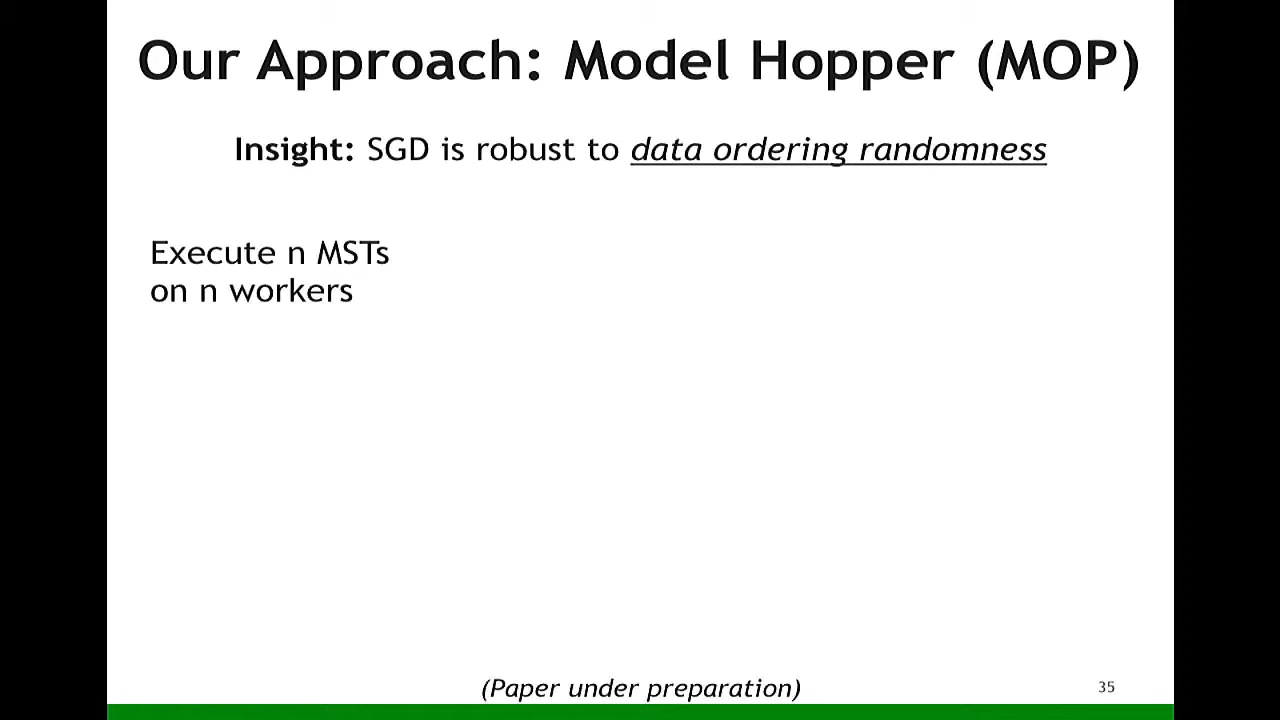 Our Approach: Model Hopper (MOP)
Insight: SGD is robust to data ordering randomness
Execute n MSTs
on n workers
(Paper under preparation)
35